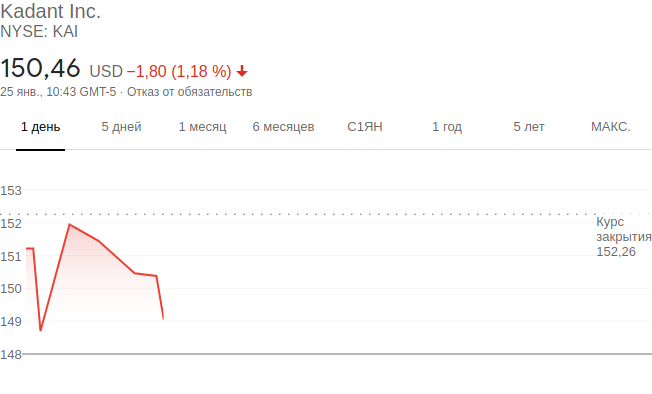 Kadant Inc.
NYSE: KAI
150,46 USD −1,80 (1,18 %)
25 янв., 10:43 GMT-5 · Отказ от обязательств
1 день 5 дней 1 месяц 6 месяцев С1ЯН 1 год 5 лет МАКС.
153
152
Курс
закрытия
152,26
151
150
149
148